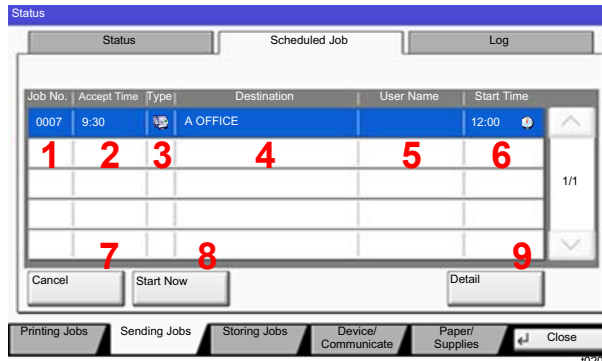 Status
Status Scheduled Job Log
Job No. Accept Time Type Destination User Name Start Time
0007 9:30 A OFFICE 12:00
1 2 3 4 5 6
1/1
7 8 9
Cancel Start Now Detail
Printing Jobs Sending Jobs Storing Jobs Device/ Communicate Paper/ Supplies Close